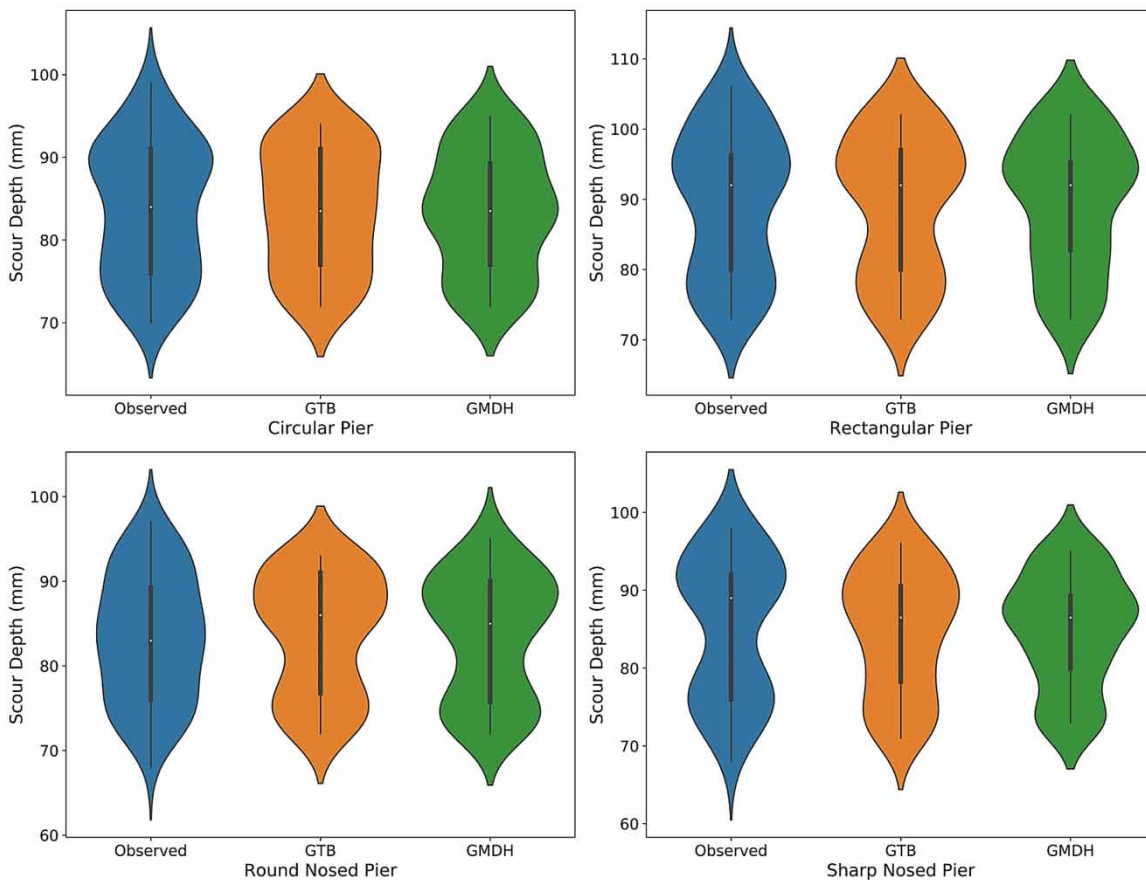 Scour Depth (mm)
100
90
80
70
Observed GTB GMDH
Circular Pier
Scour Depth (mm)
110
100
90
80
70
Observed GTB GMDH
Rectangular Pier
Scour Depth (mm)
100
90
80
70
60
Observed GTB GMDH
Round Nosed Pier
Scour Depth (mm)
100
90
80
70
60
Observed GTB GMDH
Sharp Nosed Pier